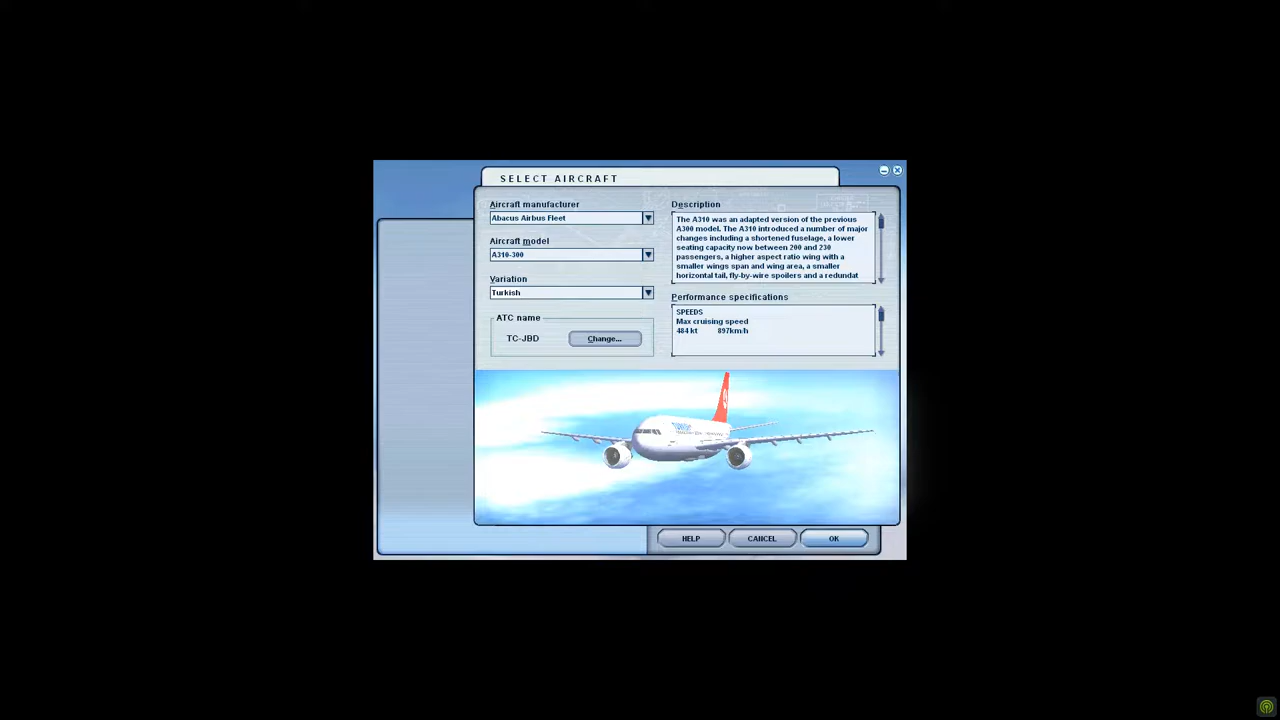 SELECT AIRCRAFT
Aircraft manufacturer
Abacus Airbus Fleet
Aircraft model
A310-300
Variation
Turkish
ATC name
TC-JBD
Change...
Description
The A310 was an adapted version of the previous
A300 model. The A310 introduced a number of major
changes including a shortened fuselage, a lower
seating capacity now between 200 and 230
passengers, a higher aspect ratio wing with a
smaller wings span and wing area, a smaller
horizontal tail, fly-by-wire spoilers and a redundat
Performance specifications
SPEEDS
Max cruising speed
484 kt 897km/h
HELP
CANCEL
OK